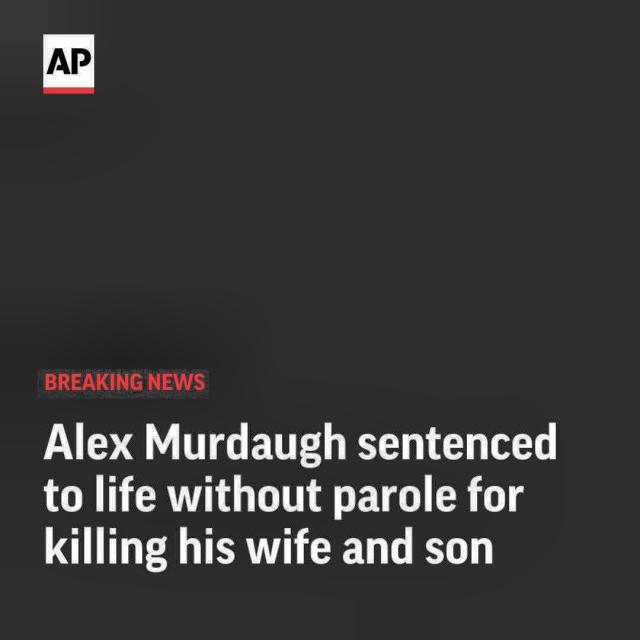 AP
BREAKING NEWS
Alex Murdaugh sentenced
to life without parole for
killing his wife and son